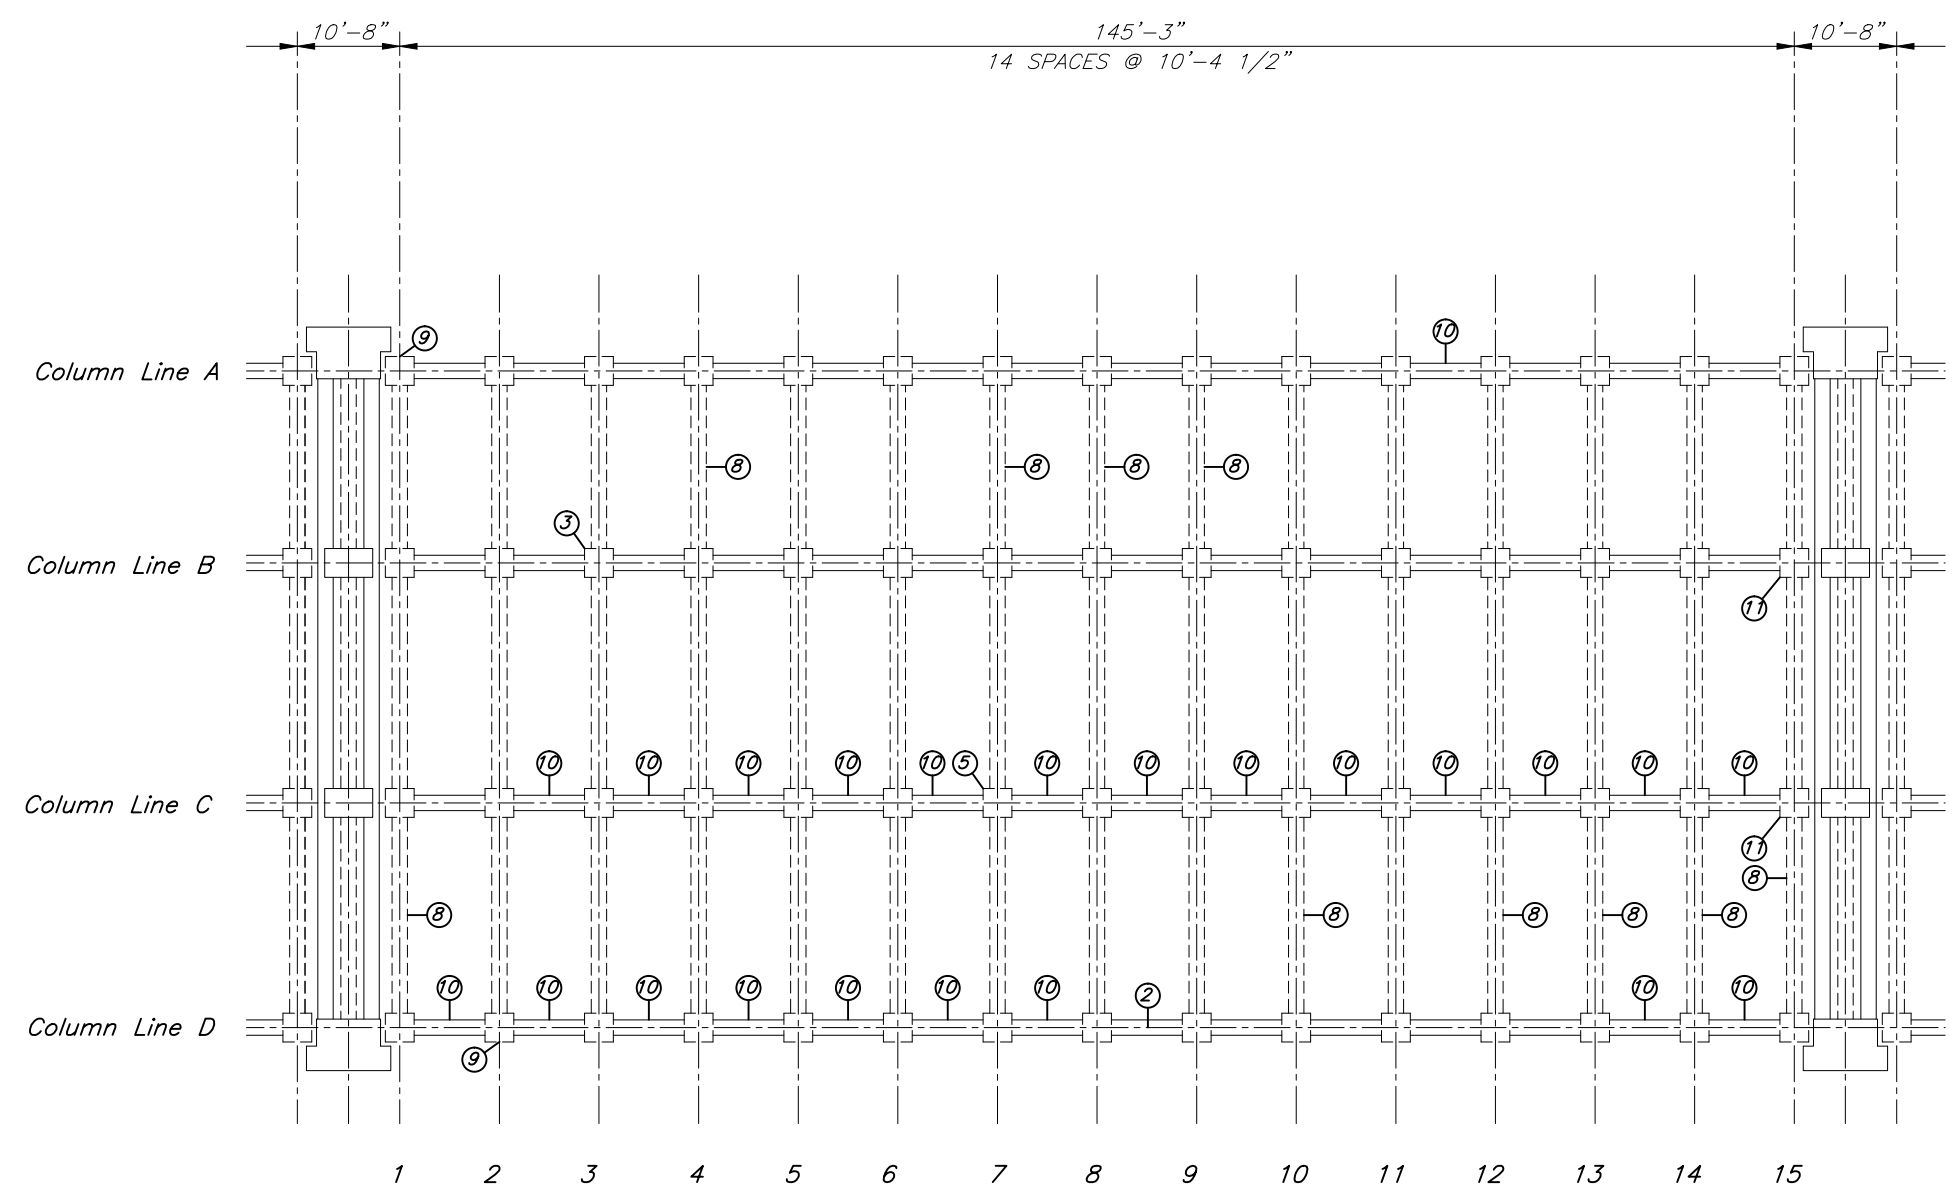 10'-8" 145'-3" 10'-8"
14 SPACES @ 10'-4 1/2"
10
9
Column Line A
8 8 8 8
3
Column Line B
11
10 10 10 10 10 5 10 10 10 10 10 10 10 10
Column Line C
11
8
8 8 8 8 8
10 10 10 10 10 10 10 2 10 10
Column Line D
9
1 2 3 4 5 6 7 8 9 10 11 12 13 14 15